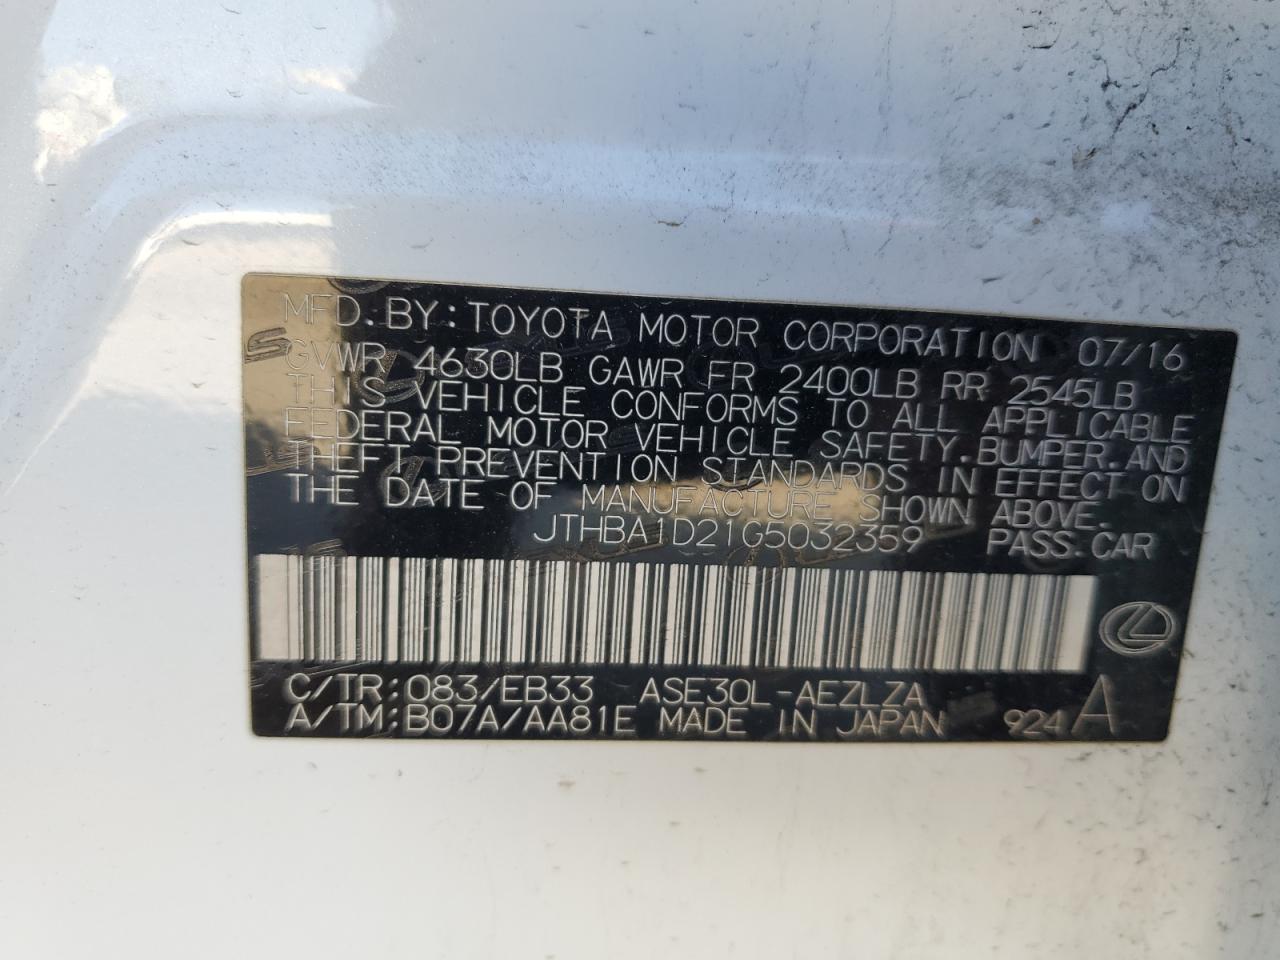 MFD. BY: TOYOTA MOTOR CORPORATION 07/16
GVWR 4630LB GAWR FR 2400LB RR 2545LB
THIS VEHICLE CONFORMS TO ALL APPLICABLE
FEDERAL MOTOR VEHICLE SAFETY, BUMPER, AND
THEFT PREVENTION STANDARDS IN EFFECT ON
THE DATE OF MANUFACTURE SHOWN ABOVE.
JTHBA1D21G5032359 PASS. CAR
C/TR: 083/EB33 ASE30L-AEZLZA
A/TM: B07A/AA81E MADE IN JAPAN 924 A